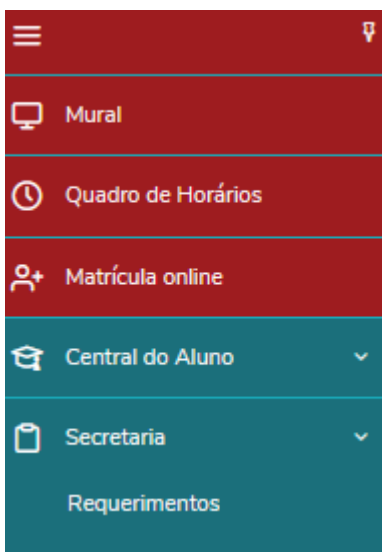 Mural
Quadro de Horários
Matrícula online
Central do Aluno
Secretaria
Requerimentos